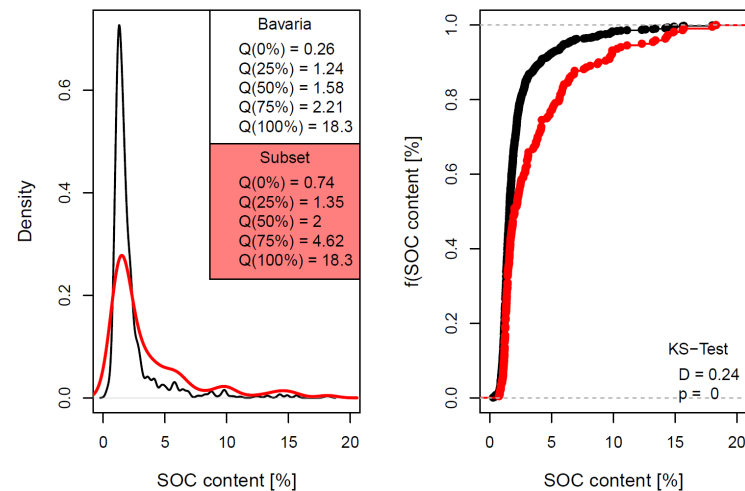 Bavaria
Q(0%) = 0.26
Q(25%) = 1.24
Q(50%) = 1.58
Q(75%) = 2.21
Q(100%) = 18.3
Subset
Q(0%) = 0.74
Q(25%) = 1.35
Q(50%) = 2
Q(75%) = 4.62
Q(100%) = 18.3
Density
0.0
0.2
0.4
0.6
0
5
10
15
20
SOC content [%]
f(SOC content [%]
0.0
0.2
0.4
0.6
0.8
1.0
KS−Test
D = 0.24
p = 0
0
5
10
15
20
SOC content [%]